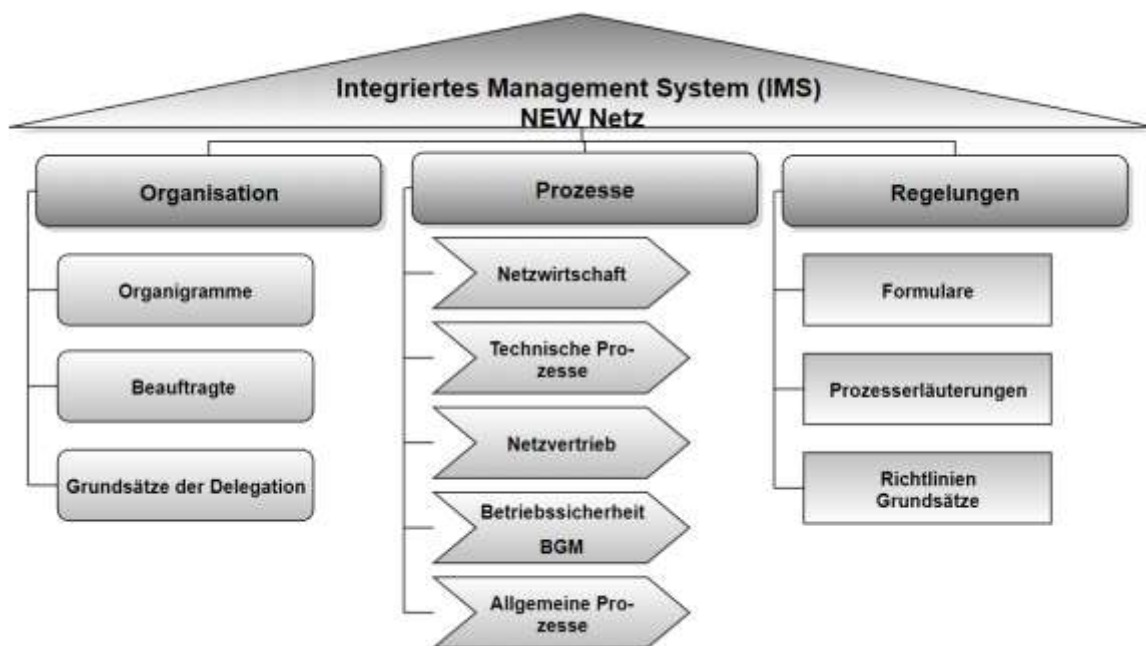 Integriertes Management System (IMS)
NEW Netz
Organisation
Organigramme
Beauftragte
Grundsätze der Delegation
Prozesse
Netzwirtschaft
Technische Pro-
zesse
Netzvertrieb
Betriebssicherheit
BGM
Allgemeine Pro-
zesse
Regelungen
Formulare
Prozesserläuterungen
Richtlinien
Grundsätze